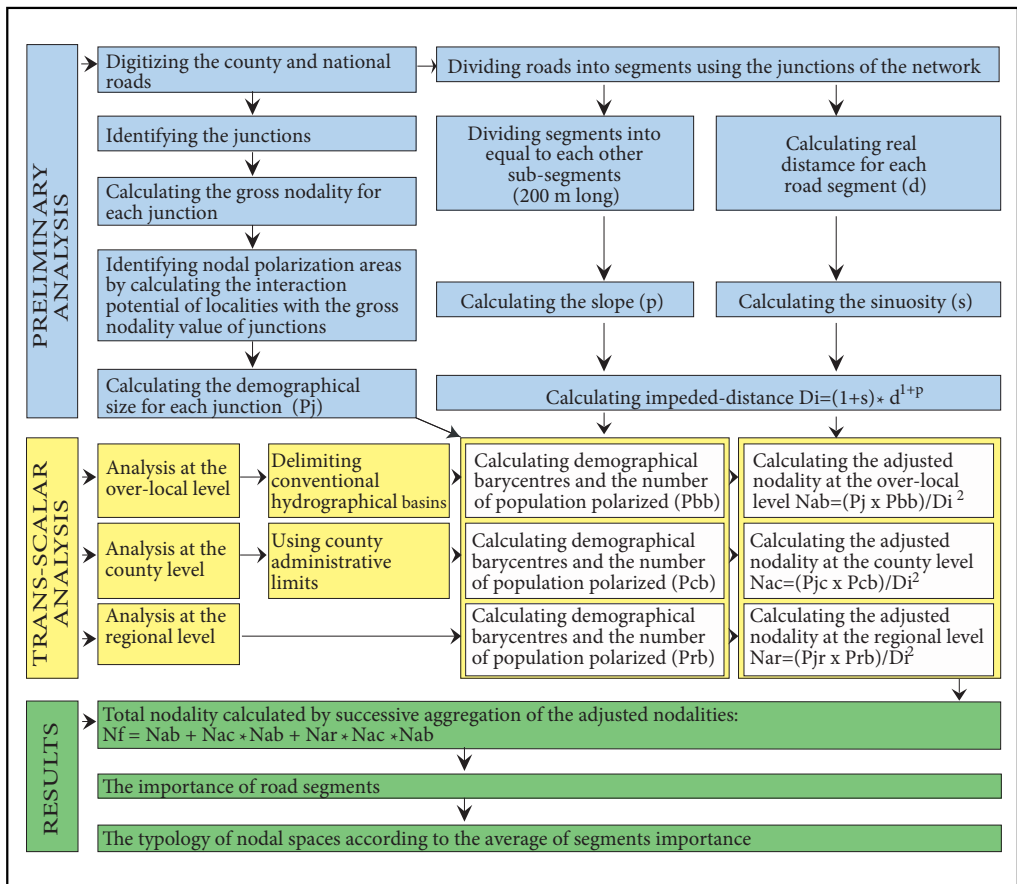 PRELIMINARY
ANALYSIS
Digitizing the county and national
roads
Dividing roads into segments using the junctions of the network
Identifying the junctions
Calculating the gross nodality for
each junction
Identifying nodal polarization areas
by calculating the interaction
potential of localities with the gross
nodality value of junctions
Calculating the demographical
size for each junction (Pj)
Dividing segments into
equal to each other
sub-segments
(200 m long)
Calculating real
distamce for each
road segment (d)
Calculating the slope (p)
Calculating the sinuosity (s)
Calculating impeded-distance Di=(1+s)* d^1+p
TRANS-SCALAR
ANALYSIS
Analysis at the
over-local level
Delimiting
conventional
hydrographical basins
Calculating demographical
barycentres and the number
of population polarized (Pbb)
Calculating the adjusted
nodality at the over-local
level Nab=(Pj x Pbb)/Di ²
Analysis at the
county level
Using county
administrative
limits
Calculating demographical
barycentres and the number
of population polarized (Pcb)
Calculating the adjusted
nodality at the county level
Nac=(Pjc x Pcb)/Di²
Analysis at the
regional level
Calculating demographical
barycentres and the number
of population polarized (Prb)
Calculating the adjusted
nodality at the regional level
Nar=(Pjr x Prb)/Di²
RESULTS
Total nodality calculated by successive aggregation of the adjusted nodalities:
Nf = Nab + Nac *Nab + Nar *Nac *Nab
The importance of road segments
The typology of nodal spaces according to the average of segments importance